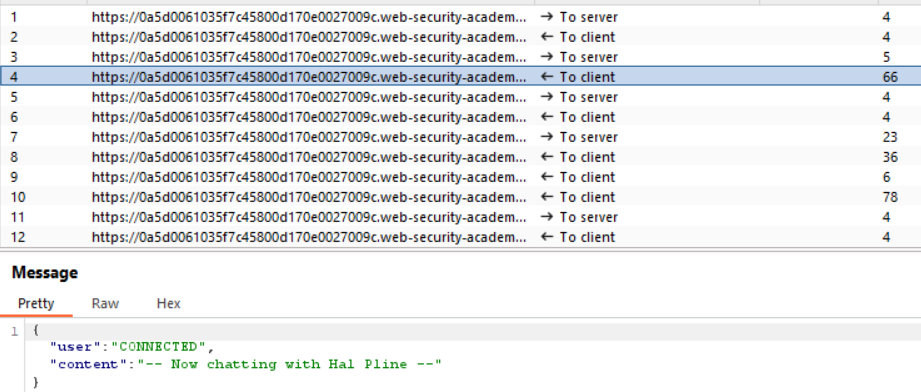 1 https://0a5d0061035f7c45800d170e0027009c.web-security-academ... → To server 4
2 https://0a5d0061035f7c45800d170e0027009c.web-security-academ... ← To client 4
3 https://0a5d0061035f7c45800d170e0027009c.web-security-academ... → To server 5
4 https://0a5d0061035f7c45800d170e0027009c.web-security-academ... ← To client 66
5 https://0a5d0061035f7c45800d170e0027009c.web-security-academ... → To server 4
6 https://0a5d0061035f7c45800d170e0027009c.web-security-academ... ← To client 4
7 https://0a5d0061035f7c45800d170e0027009c.web-security-academ... → To server 23
8 https://0a5d0061035f7c45800d170e0027009c.web-security-academ... ← To client 36
9 https://0a5d0061035f7c45800d170e0027009c.web-security-academ... ← To client 6
10 https://0a5d0061035f7c45800d170e0027009c.web-security-academ... ← To client 78
11 https://0a5d0061035f7c45800d170e0027009c.web-security-academ... → To server 4
12 https://0a5d0061035f7c45800d170e0027009c.web-security-academ... ← To client 4
Message
Pretty Raw Hex
1 {
"user":"CONNECTED",
"content":"-- Now chatting with Hal Pline --"
}